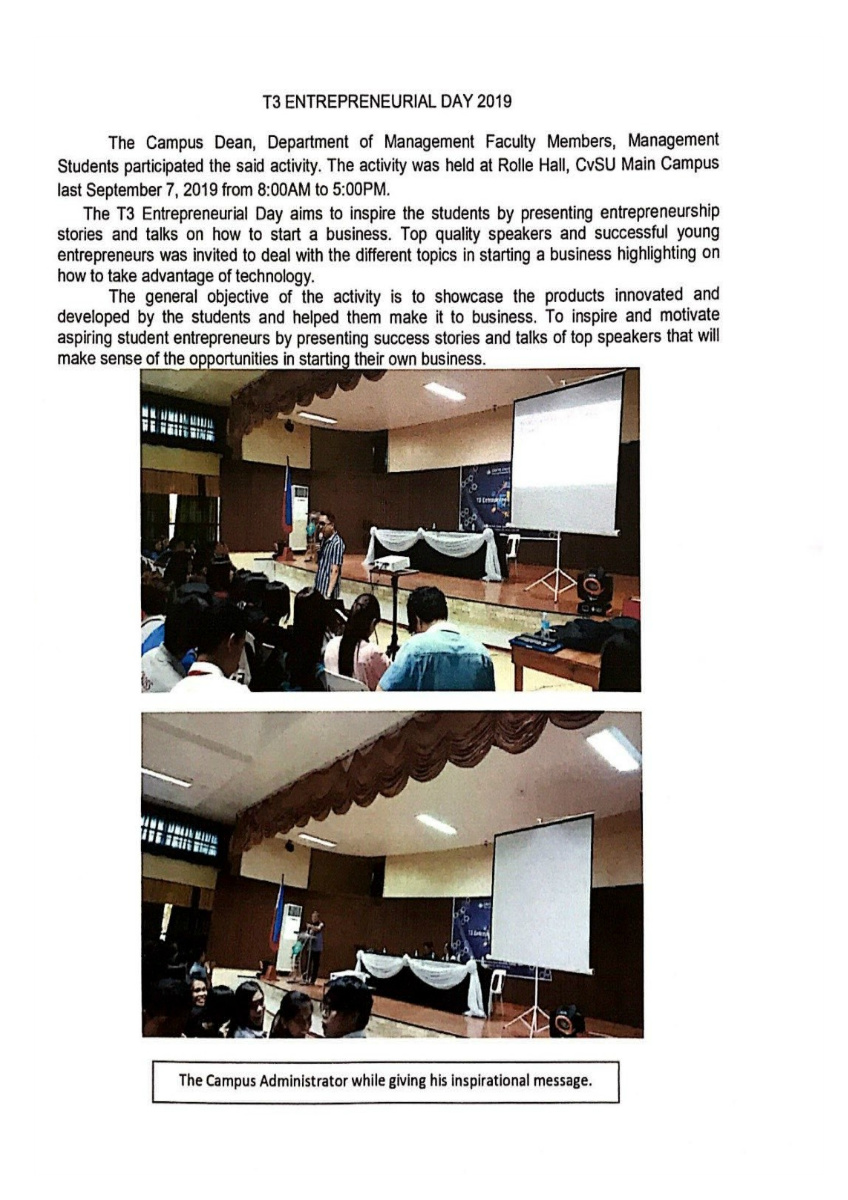 T3 ENTREPRENEURIAL DAY 2019
The Campus Dean, Department of Management Faculty Members, Management
Students participated the said activity. The activity was held at Rolle Hall, CvSU Main Campus
last September 7, 2019 from 8:00AM to 5:00PM.
The T3 Entrepreneurial Day aims to inspire the students by presenting entrepreneurship
stories and talks on how to start a business. Top quality speakers and successful young
entrepreneurs was invited to deal with the different topics in starting a business highlighting on
how to take advantage of technology.
The general objective of the activity is to showcase the products innovated and
developed by the students and helped them make it to business. To inspire and motivate
aspiring student entrepreneurs by presenting success stories and talks of top speakers that will
make sense of the opportunities in starting their own business.
T3
T3
The Campus Administrator while giving his inspirational message.